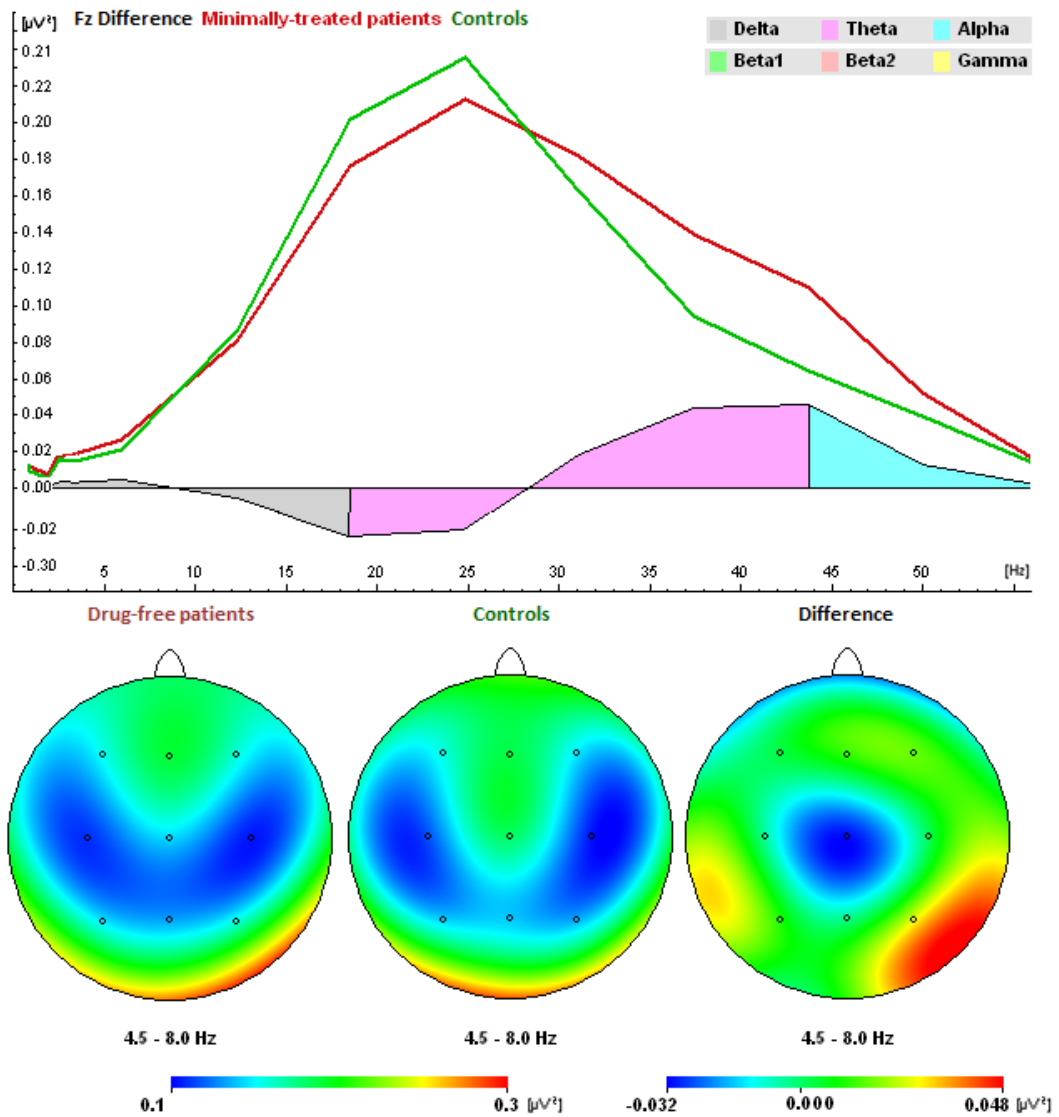 [µV²] Fz Difference Minimally-treated patients Controls
Delta Theta Alpha
Beta1 Beta2 Gamma
0.21
0.22
0.20
0.18
0.16
0.14
0.12
0.10
0.08
0.06
0.04
0.02
0.00
-0.02
-0.30
5 10 15 20 25 30 35 40 45 50 [Hz]
Drug-free patients Controls Difference
4.5 - 8.0 Hz 4.5 - 8.0 Hz 4.5 - 8.0 Hz
0.1 0.3 [µV²] -0.032 0.000 0.048 [µV²]